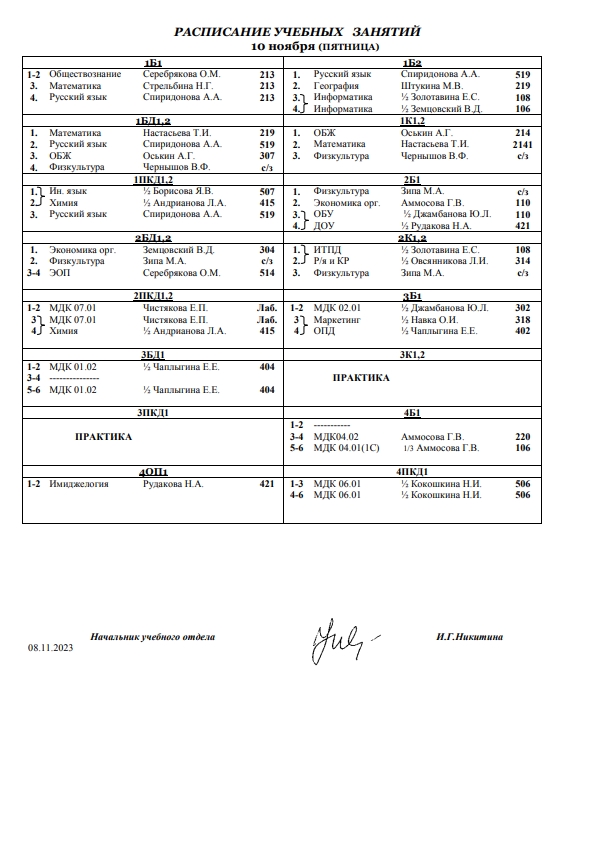 РАСПИСАНИЕ УЧЕБНЫХ ЗАНЯТИЙ
10 ноября (ПЯТНИЦА)
1Б1
1-2 Обществознание Серебрякова О.М. 213
3. Математика Стрельбина Н.Г. 213
4. Русский язык Спиридонова А.А. 213
1Б2
1. Русский язык Спиридонова А.А. 519
2. География Штукина М.В. 219
3. Информатика ½ Золотавина Е.С. 108
4. Информатика ½ Земцовский В.Д. 106
1БД1,2
1. Математика Настасьева Т.И. 219
2. Русский язык Спиридонова А.А. 519
3. ОБЖ Оськин А.Г. 307
4. Физкультура Чернышов В.Ф. с/з
1К1,2
1. ОБЖ Оськин А.Г. 214
2. Математика Настасьева Т.И. 2141
3. Физкультура Чернышов В.Ф. с/з
1ПКД1,2
1. Ин. язык ½ Борисова Я.В. 507
2. Химия ½ Андрианова Л.А. 415
3. Русский язык Спиридонова А.А. 519
2Б1
1. Физкультура Зипа М.А. с/з
2. Экономика орг. Аммосова Г.В. 110
3. ОБУ ½ Джамбанова Ю.Л. 110
4. ДОУ ½ Рудакова Н.А. 421
2БД1,2
1. Экономика орг. Земцовский В.Д. 304
2. Физкультура Зипа М.А. с/з
3-4 ЭОП Серебрякова О.М. 514
2К1,2
1. ИТПД ½ Золотавина Е.С. 108
2. Р/я и КР ½ Овсянникова Л.И. 314
3. Физкультура Зипа М.А. с/з
2ПКД1,2
1-2 МДК 07.01 Чистякова Е.П. Лаб.
3 МДК 07.01 Чистякова Е.П. Лаб.
4 Химия ½ Андрианова Л.А. 415
3Б1
1-2 МДК 02.01 ½ Джамбанова Ю.Л. 302
3 Маркетинг ½ Навка О.И. 318
4 ОПД ½ Чаплыгина Е.Е. 402
3БД1
1-2 МДК 01.02 ½ Чаплыгина Е.Е. 404
3-4 ---------------
5-6 МДК 01.02 ½ Чаплыгина Е.Е. 404
3К1,2
ПРАКТИКА
3ПКД1
ПРАКТИКА
4Б1
1-2 -----------
3-4 МДК04.02 Аммосова Г.В. 220
5-6 МДК 04.01(1С) 1/3 Аммосова Г.В. 106
4ОП1
1-2 Имиджелогия Рудакова Н.А. 421
4ПКД1
1-3 МДК 06.01 ½ Кокошкина Н.И. 506
4-6 МДК 06.01 ½ Кокошкина Н.И. 506
Начальник учебного отдела И.Г.Никитина
08.11.2023